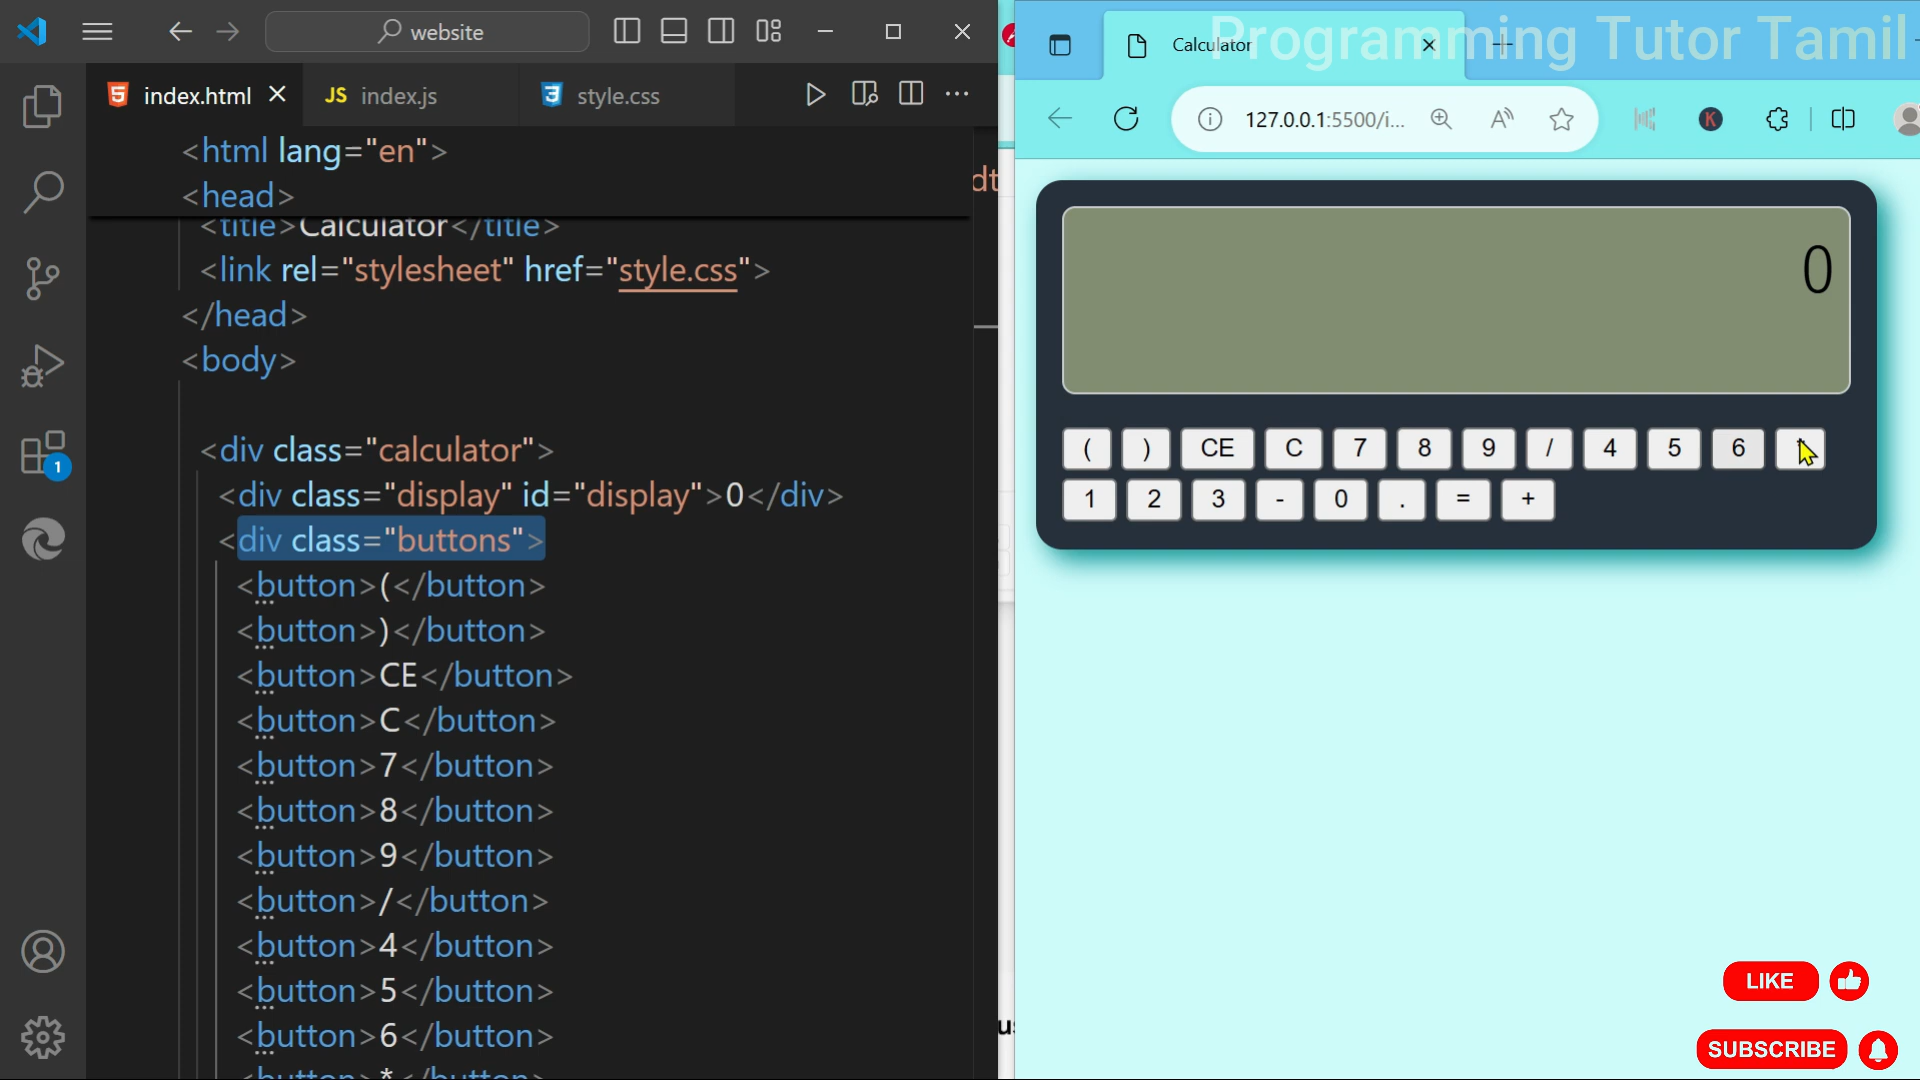 website
index.html
JS index.js
style.css
<html lang="en">
<head>
<title>Calculator</title>
<link rel="stylesheet" href="style.css">
</head>
<body>
<div class="calculator">
<div class="display" id="display">0</div>
<div class="buttons">
<button>(</button>
<button>)</button>
<button>CE</button>
<button>C</button>
<button>7</button>
<button>8</button>
<button>9</button>
<button>/</button>
<button>4</button>
<button>5</button>
<button>6</button>
<button>*</button>
1
Programming Tutor Tamil
Calculator
127.0.0.1:5500/i...
K
0
( ) CE C 7 8 9 / 4 5 6
1 2 3 - 0 . = +
LIKE
SUBSCRIBE